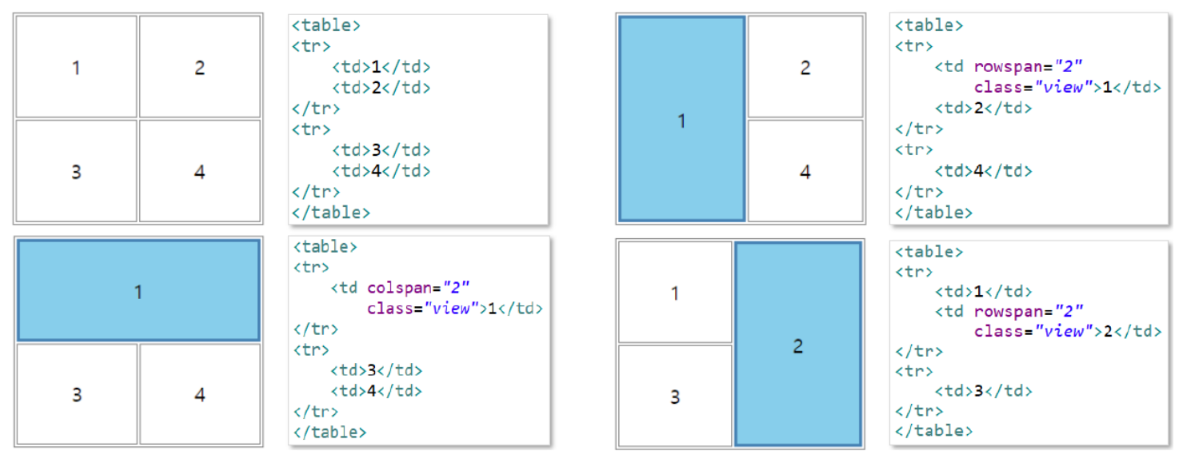 1 2
3 4
<table>
<tr>
<td>1</td>
<td>2</td>
</tr>
<tr>
<td>3</td>
<td>4</td>
</tr>
</table>
1
2
4
<table>
<tr>
<td rowspan="2"
class="view">1</td>
<td>2</td>
</tr>
<tr>
<td>4</td>
</tr>
</table>
1
3 4
<table>
<tr>
<td colspan="2"
class="view">1</td>
</tr>
<tr>
<td>3</td>
<td>4</td>
</tr>
</table>
1
2
3
<table>
<tr>
<td>1</td>
<td rowspan="2"
class="view">2</td>
</tr>
<tr>
<td>3</td>
</tr>
</table>